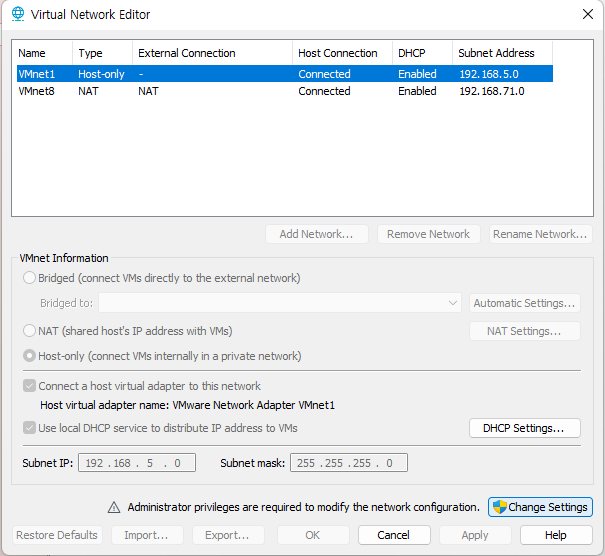 Virtual Network Editor
Name Type External Connection Host Connection DHCP Subnet Address
VMnet1 Host-only - Connected Enabled 192.168.5.0
VMnet8 NAT NAT Connected Enabled 192.168.71.0
Add Network... Remove Network Rename Network...
VMnet Information
Bridged (connect VMs directly to the external network)
Bridged to: Automatic Settings...
NAT (shared host's IP address with VMs) NAT Settings...
Host-only (connect VMs internally in a private network)
Connect a host virtual adapter to this network
Host virtual adapter name: VMware Network Adapter VMnet1
Use local DHCP service to distribute IP address to VMs DHCP Settings...
Subnet IP: 192 . 168 . 5 . 0 Subnet mask: 255 . 255 . 255 . 0
Administrator privileges are required to modify the network configuration. Change Settings
Restore Defaults Import... Export... OK Cancel Apply Help